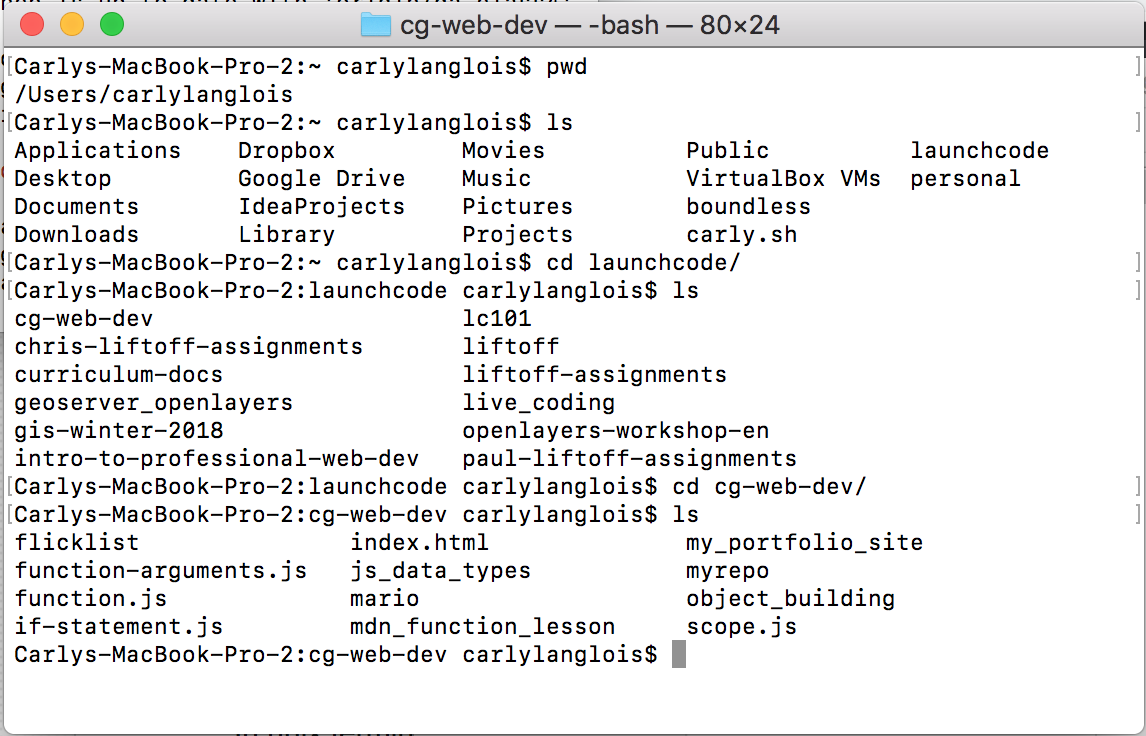 cg-web-dev — -bash — 80×24
[Carlys-MacBook-Pro-2:~ carlylanglois$ pwd ]
/Users/carlylanglois
[Carlys-MacBook-Pro-2:~ carlylanglois$ ls ]
Applications    Dropbox         Movies          Public          launchcode
Desktop         Google Drive    Music           VirtualBox VMs  personal
Documents       IdeaProjects    Pictures        boundless
Downloads       Library         Projects        carly.sh
[Carlys-MacBook-Pro-2:~ carlylanglois$ cd launchcode/ ]
[Carlys-MacBook-Pro-2:launchcode carlylanglois$ ls ]
cg-web-dev                      lc101
chris-liftoff-assignments       liftoff
curriculum-docs                 liftoff-assignments
geoserver_openlayers            live_coding
gis-winter-2018                 openlayers-workshop-en
intro-to-professional-web-dev   paul-liftoff-assignments
[Carlys-MacBook-Pro-2:launchcode carlylanglois$ cd cg-web-dev/ ]
[Carlys-MacBook-Pro-2:cg-web-dev carlylanglois$ ls ]
flicklist               index.html              my_portfolio_site
function-arguments.js   js_data_types           myrepo
function.js             mario                   object_building
if-statement.js         mdn_function_lesson     scope.js
Carlys-MacBook-Pro-2:cg-web-dev carlylanglois$